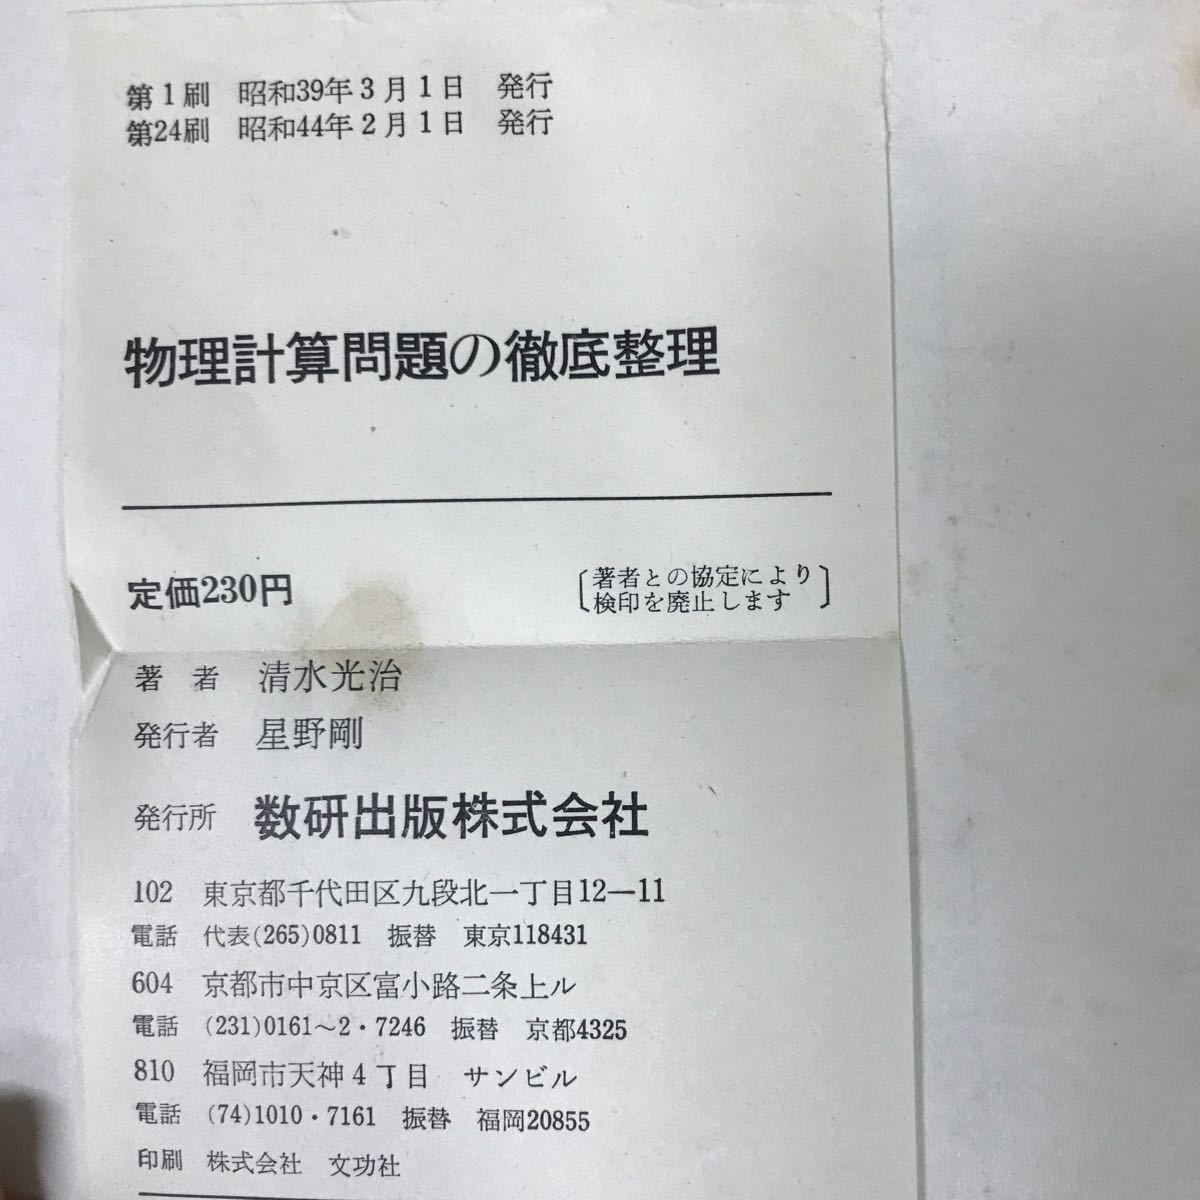 第1刷 昭和39年3月1日 発行
第24刷 昭和44年2月1日 発行
物理計算問題の徹底整理
定価230円
〔著者との協定により
検印を廃止します〕
著者 清水光治
発行者 星野剛
発行所 数研出版株式会社
102 東京都千代田区九段北一丁目12—11
電話 代表(265)0811 振替 東京118431
604 京都市中京区富小路二条上ル
電話 (231)0161～2・7246 振替 京都4325
810 福岡市天神4丁目 サンビル
電話 (74)1010・7161 振替 福岡20855
印刷 株式会社 文功社